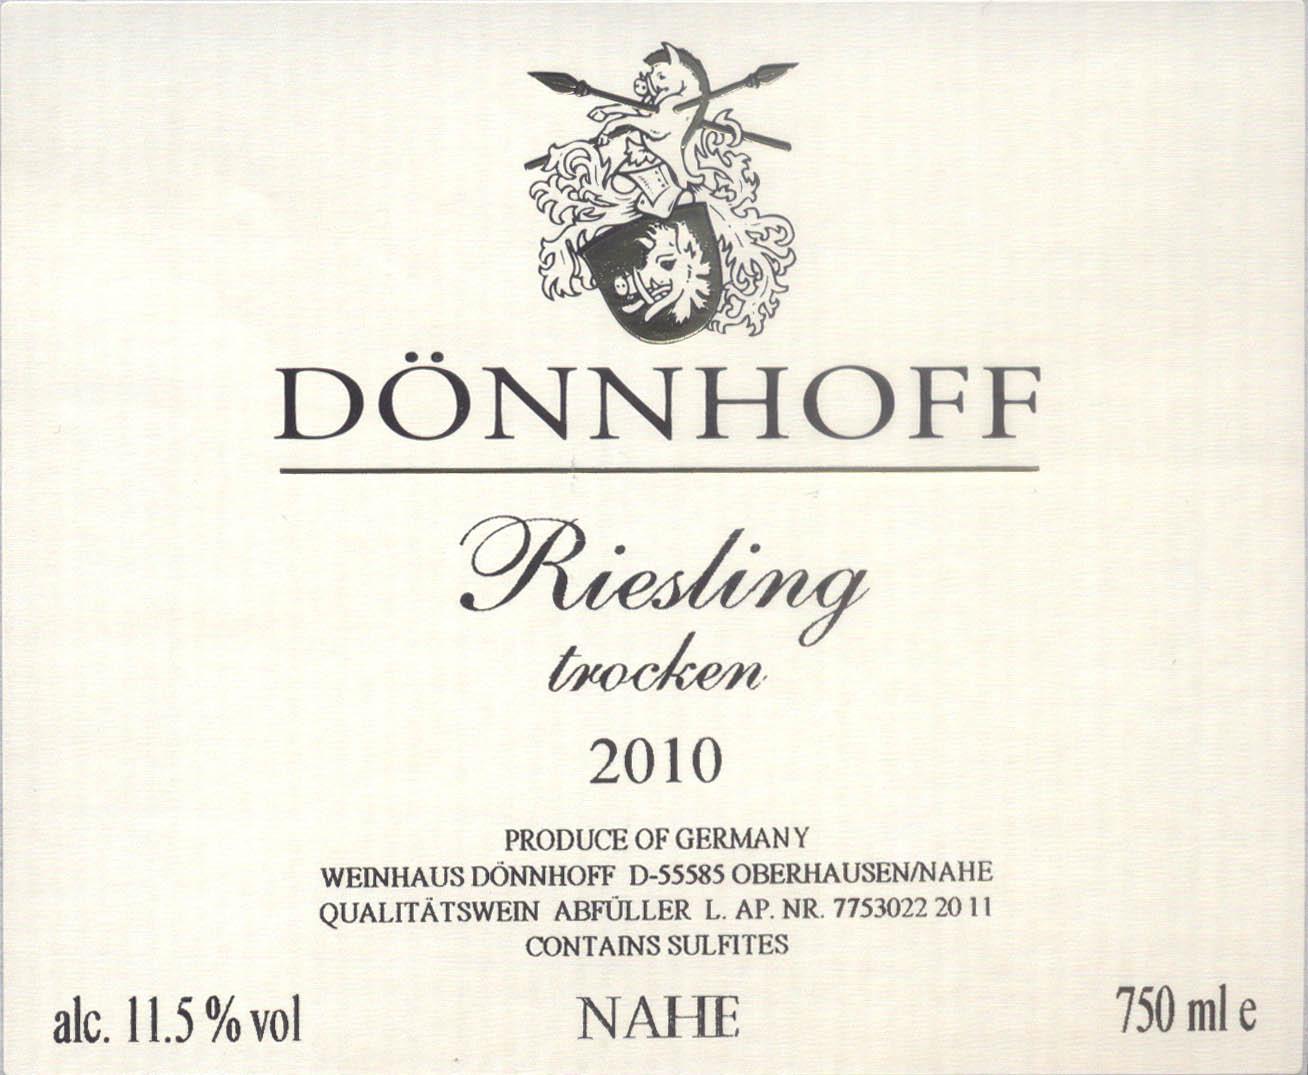 DÖNNHOFF
Riesling
trocken
2010
PRODUCE OF GERMANY
WEINHAUS DÖNNHOFF D-55585 OBERHAUSEN/NAHE
QUALITÄTSWEIN ABFÜLLER L. AP. NR. 7753022 20 11
CONTAINS SULFITES
alc. 11.5 % vol NAHE 750 ml e